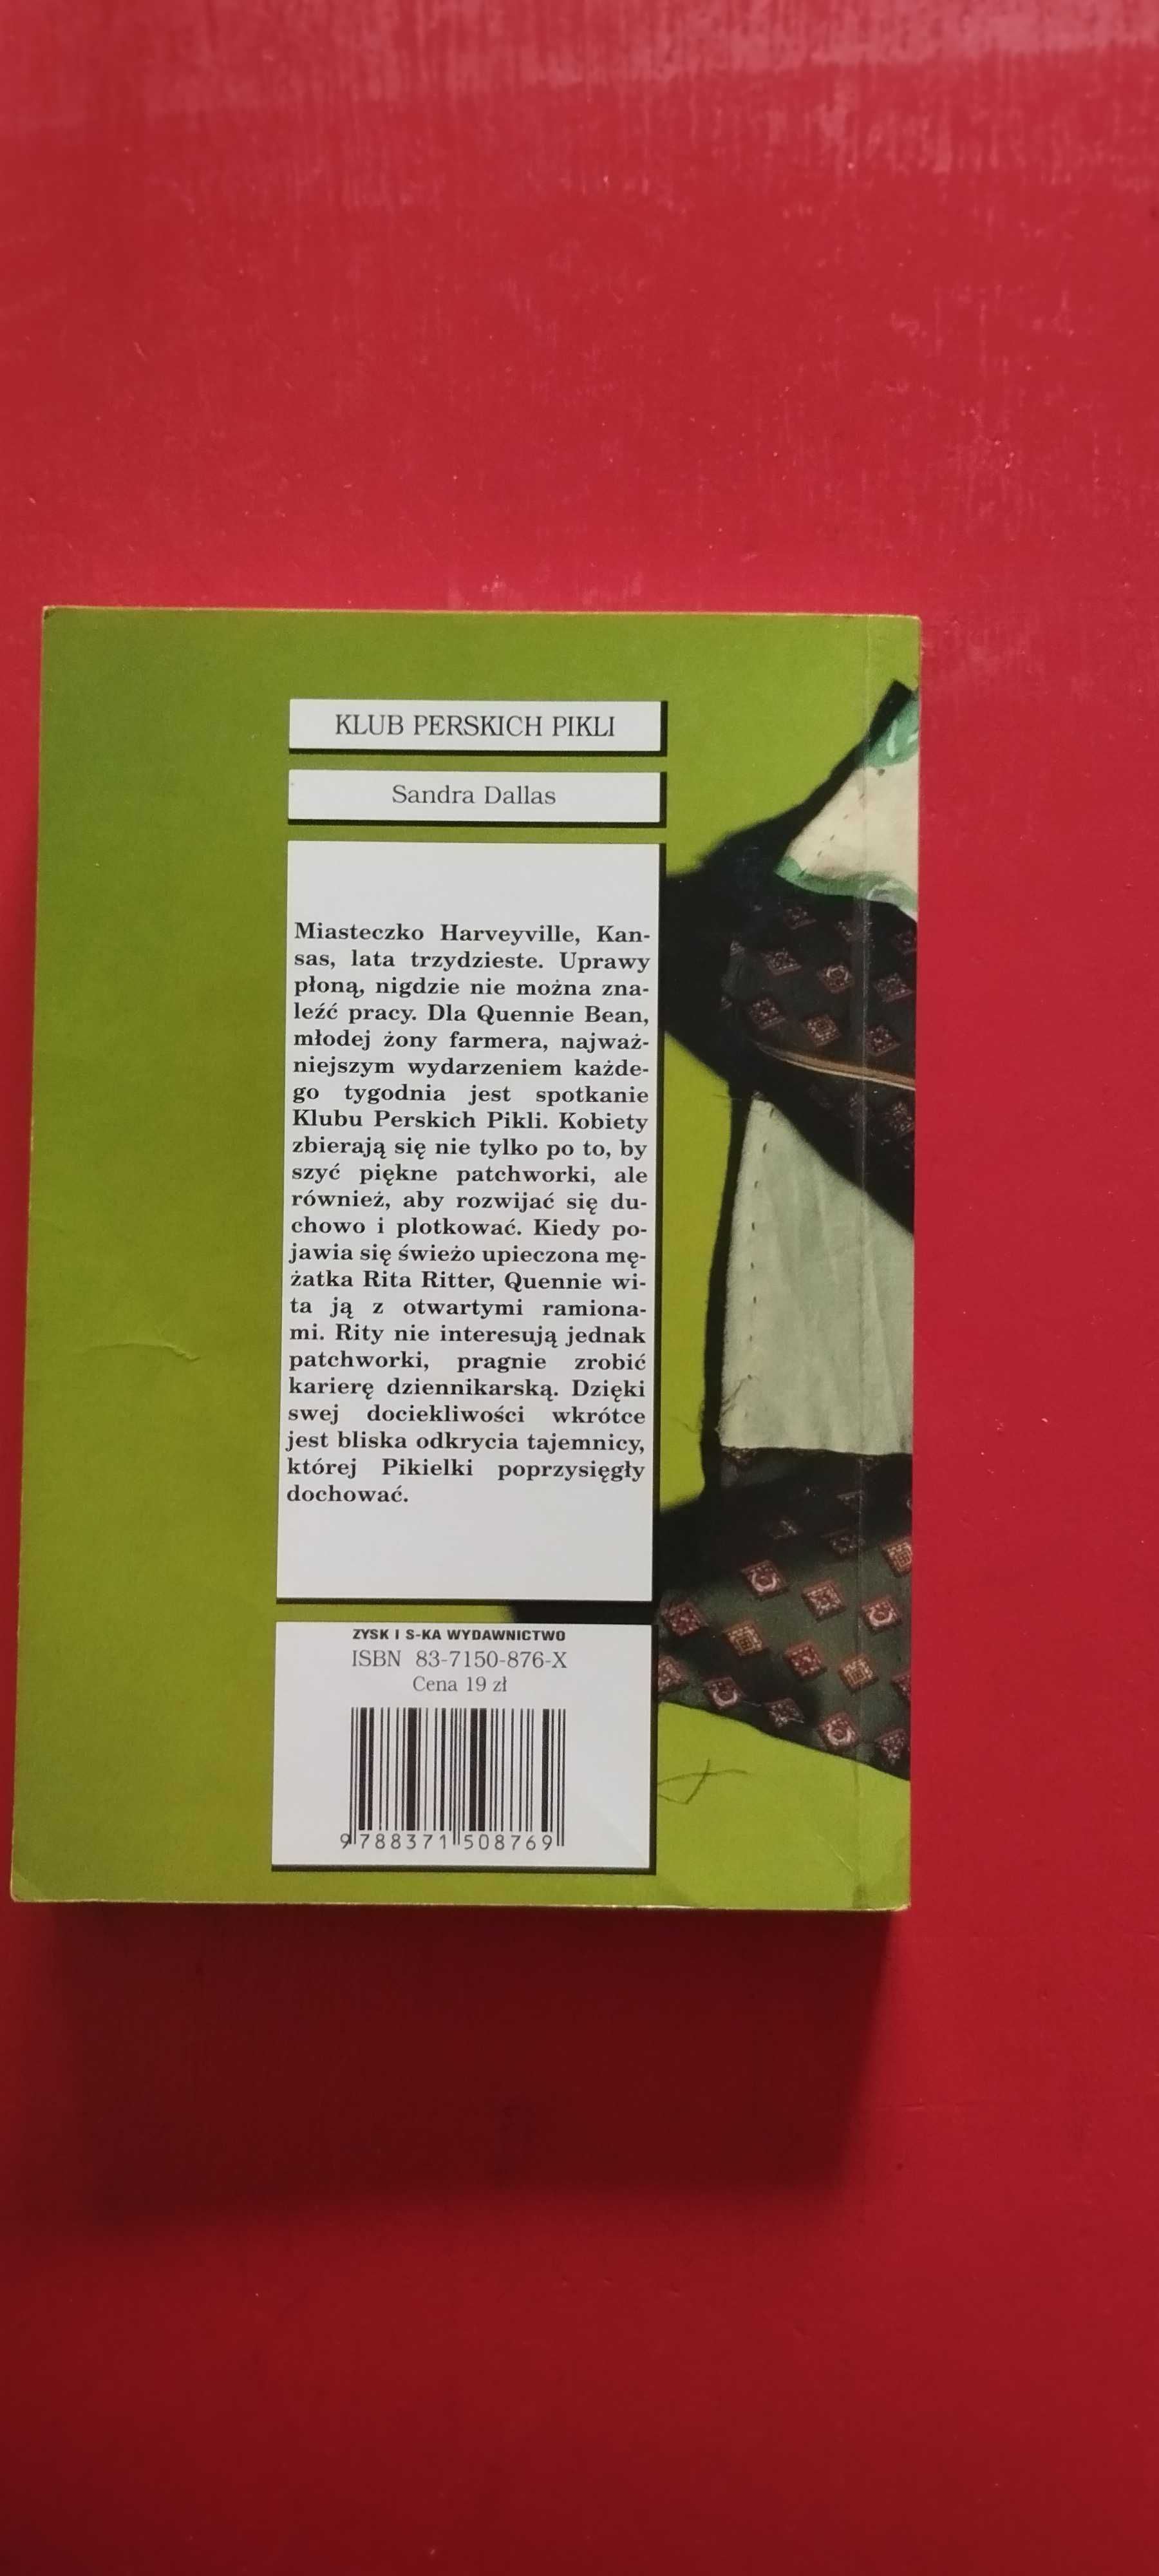 KLUB PERSKICH PIKLI
Sandra Dallas
Miasteczko Harveyville, Kan-
sas, lata trzydzieste. Uprawy
płoną, nigdzie nie można zna-
leźć pracy. Dla Quennie Bean,
młodej żony farmera, najważ-
niejszym wydarzeniem każde-
go tygodnia jest spotkanie
Klubu Perskich Pikli. Kobiety
zbierają się nie tylko po to, by
szyć piękne patchworki, ale
również, aby rozwijać się du-
chowo i plotkować. Kiedy po-
jawia się świeżo upieczona mę-
żatka Rita Ritter, Quennie wi-
ta ją z otwartymi ramiona-
mi. Rity nie interesują jednak
patchworki, pragnie zrobić
karierę dziennikarską. Dzięki
swej dociekliwości wkrótce
jest bliska odkrycia tajemnicy,
której Pikielki poprzysięgły
dochować.
ZYSK I S-KA WYDAWNICTWO
ISBN 83-7150-876-X
Cena 19 zł
9 788371 508769